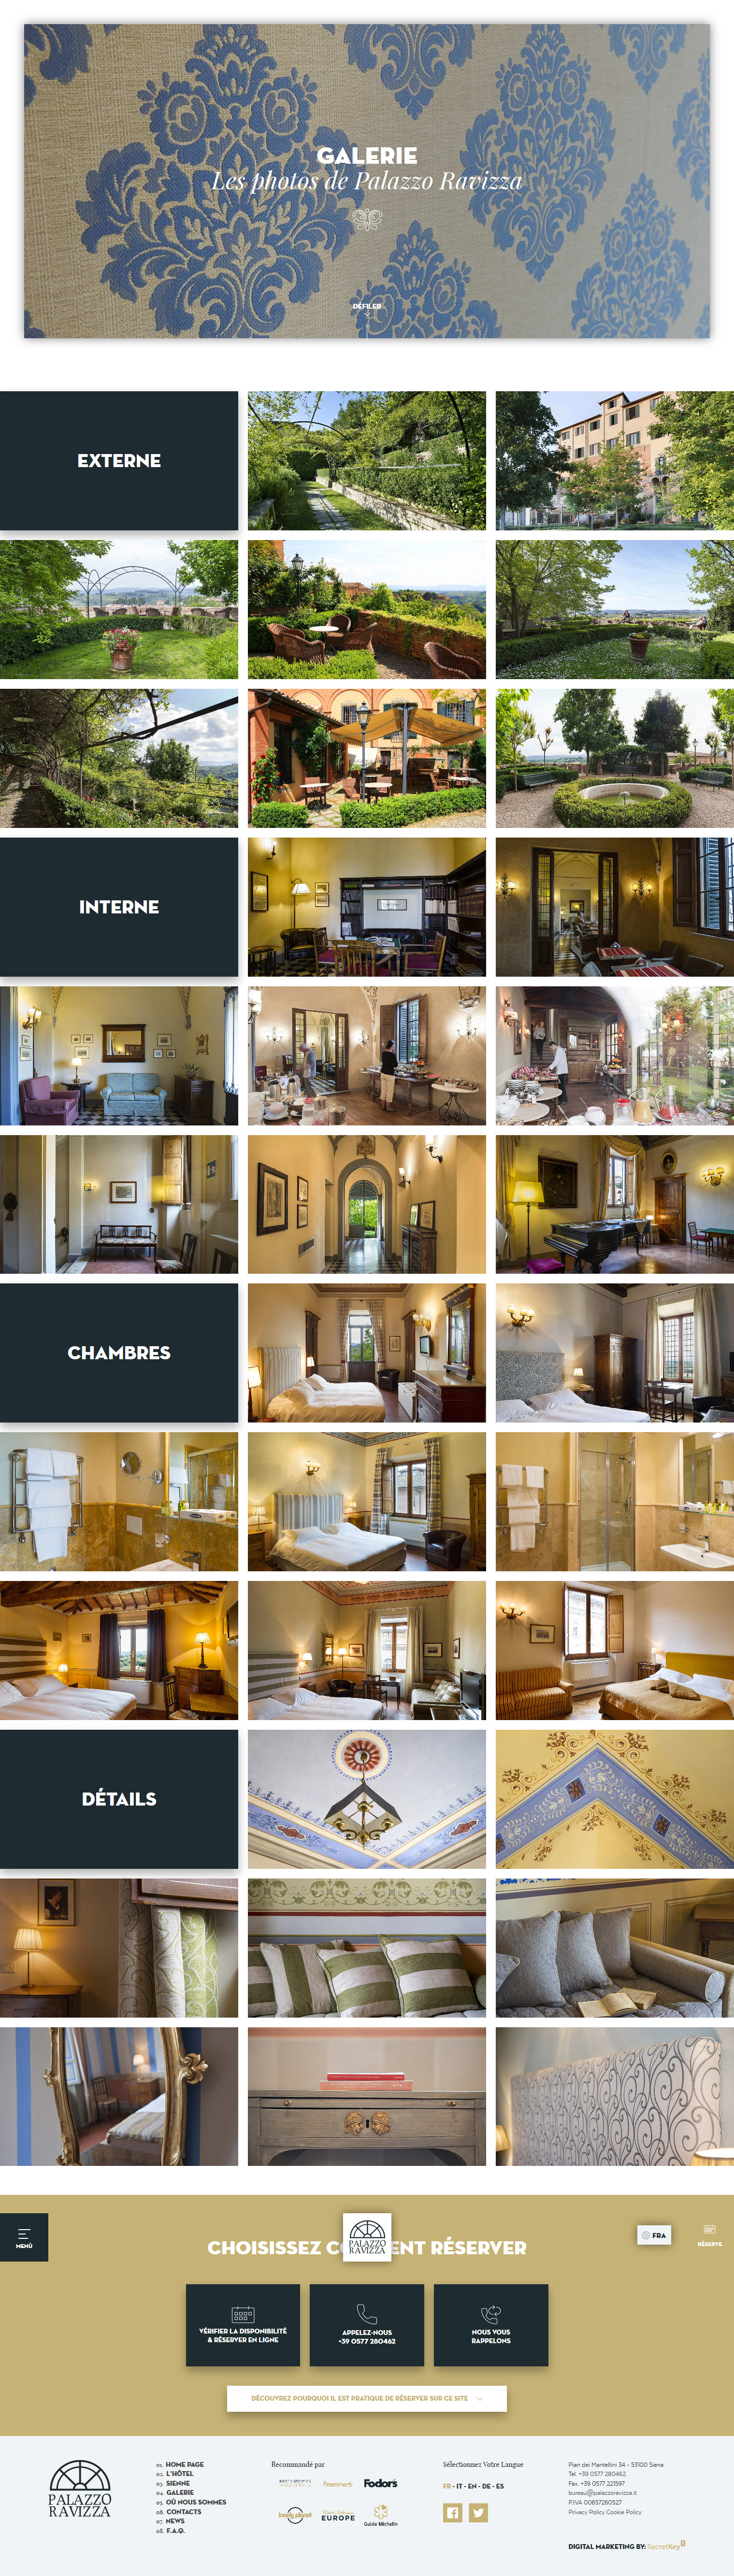 GALERIE
Les photos de Palazzo Ravizza
DÉFILER
EXTERNE
INTERNE
CHAMBRES
DÉTAILS
MENÙ
PALAZZO
RAVIZZA
FRA
RÉSERVE
CHOISISSEZ
RÉSERVER
VÉRIFIER LA DISPONIBILITÉ
& RÉSERVER EN LIGNE
APPELEZ-NOUS
+39 0577 280462
NOUS VOUS
RAPPELONS
DÉCOUVREZ POURQUOI IL EST PRATIQUE DE RÉSERVER SUR CE SITE
PALAZZO
RAVIZZA
01. HOME PAGE
02. L'HÔTEL
03. SIENNE
04. GALERIE
05. OÙ NOUS SOMMES
06. CONTACTS
07. NEWS
08. F.A.Q.
Recommandé par
Frommer's
Fodor's
lonely planet
EUROPE
Guide Michelin
Sélectionnez Votre Langue
FR - IT - EN - DE - ES
Pian dei Mantellini 34 - 53100 Siena
Tel. +39 0577 280462
Fax. +39 0577 221597
bureau@palazzoravizza.it
P.IVA 00657260527
Privacy Policy Cookie Policy
DIGITAL MARKETING BY: SecretKey